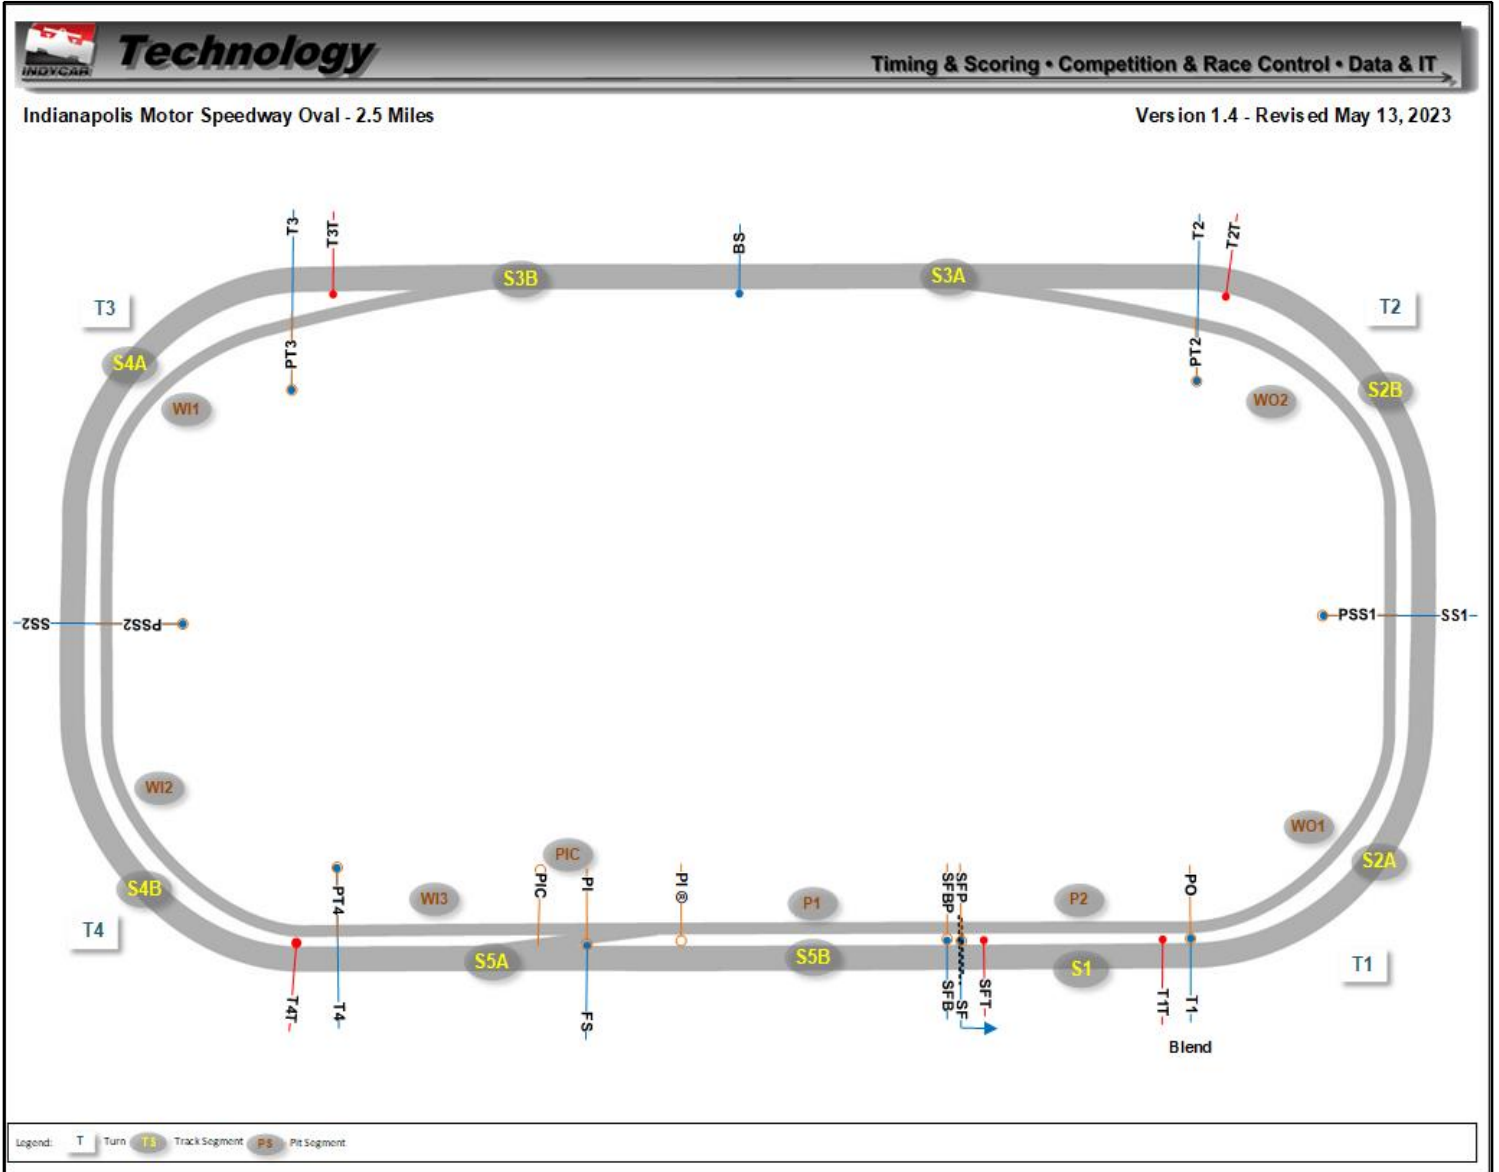 INDYCAR
Technology
Timing & Scoring • Competition & Race Control • Data & IT
Indianapolis Motor Speedway Oval - 2.5 Miles
Version 1.4 - Revised May 13, 2023
T3
T3T
BS
T2
T2T
S3B
S3A
T3
T2
PT3
PT2
S4A
S2B
WI1
WO2
SS2
PSS2
PSS1
SS1
WI2
WO1
S4B
S2A
PIC
PT4
WI3
PIC
PI
PI ®
P1
SFBP
SFP
P2
PO
T4
S5A
S5B
S1
T1
T4T
T4
FS
SFB
SF
SFT
T1T
T1
Blend
Legend: T Turn TS Track Segment PS Pit Segment